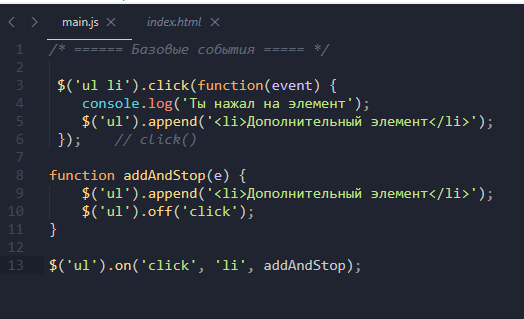 main.js × index.html ×
1 /* ====== Базобые события ===== */
2
3 $('ul li').click(function(event) {
4 console.log('Ты нажал на элемент');
5 $('ul').append('<li>Дополнительный элемент</li>');
6 }); // click()
7
8 function addAndStop(e) {
9 $('ul').append('<li>Дополнительный элемент</li>');
10 $('ul').off('click');
11 }
12
13 $('ul').on('click', 'li', addAndStop);